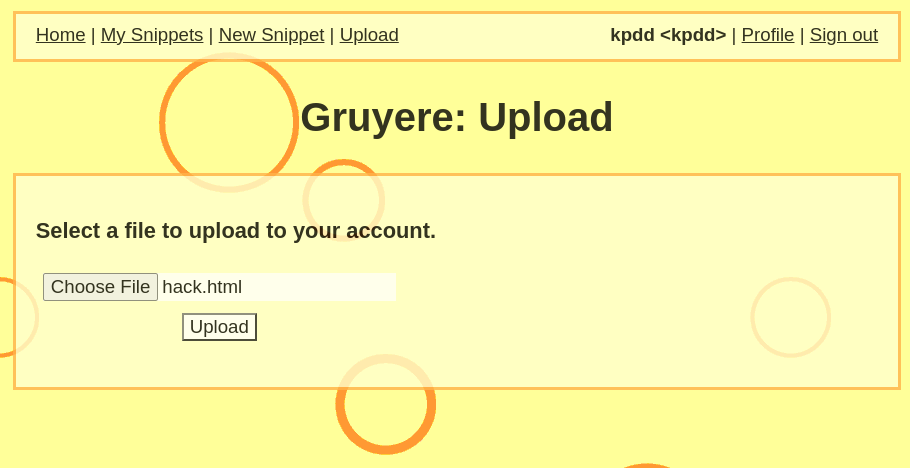 Home | My Snippets | New Snippet | Upload kpdd <kpdd> | Profile | Sign out
Gruyere: Upload
Select a file to upload to your account.
Choose File hack.html
Upload